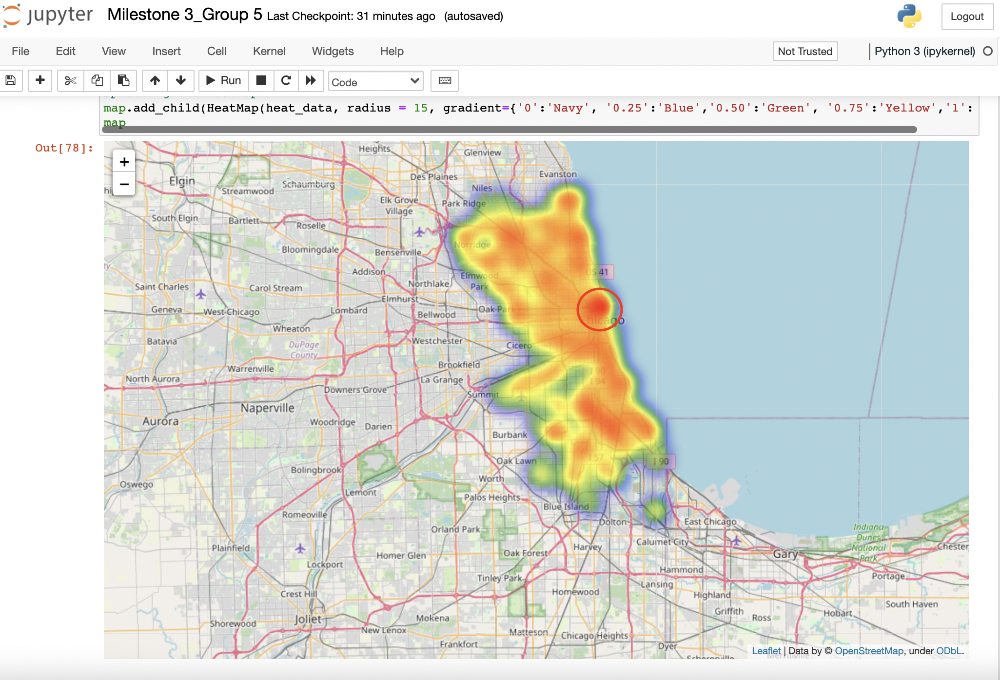 jupyter Milestone 3_Group 5 Last Checkpoint: 31 minutes ago (autosaved) Logout
File Edit View Insert Cell Kernel Widgets Help Not Trusted Python 3 (ipykernel)
Run Code
map.add_child(HeatMap(heat_data, radius = 15, gradient={'0':'Navy', '0.25':'Blue','0.50':'Green', '0.75':'Yellow','1':
map
Out[78]:
+
−
Heights
Glenview
Evanston
Des Plaines
Elgin
Schaumburg
Niles
Streamwood
Elk Grove
Village
Park Ridge
South Elgin
Bartlett
Roselle
Norridge
Bloomingdale
Bensenville
Addison
Elmwood
Park
US 41
Northlake
Saint Charles
Carol Stream
Elmhurst
Geneva
West Chicago
Lombard
Bellwood
Oak Park
Chicago
Wheaton
Batavia
DuPage
County
Westchester
Cicero
Warrenville
Brookfield
I 90
I 94
North Aurora
La Grange
Downers Grove
Summit
Naperville
Aurora
Woodridge
Darien
Burbank
I 57
I 90
Oak Lawn
Bolingbrook
Worth
Oswego
Lemont
Palos Heights
Blue Island
Romeoville
Dolton
East Chicago
Orland Park
Indiana
Dunes
National
Park
Calumet City
Plainfield
Harvey
Chester
Homer Glen
Oak Forest
Gary
Lockport
Hammond
Tinley Park
Lansing
Portage
Crest Hill
Homewood
Highland
South Haven
Griffith
Hobart
Ross
Joliet
Mokena
Shorewood
New Lenox
Matteson
Chicago Heights
Frankfort
Dyer
Leaflet | Data by © OpenStreetMap, under ODbL.